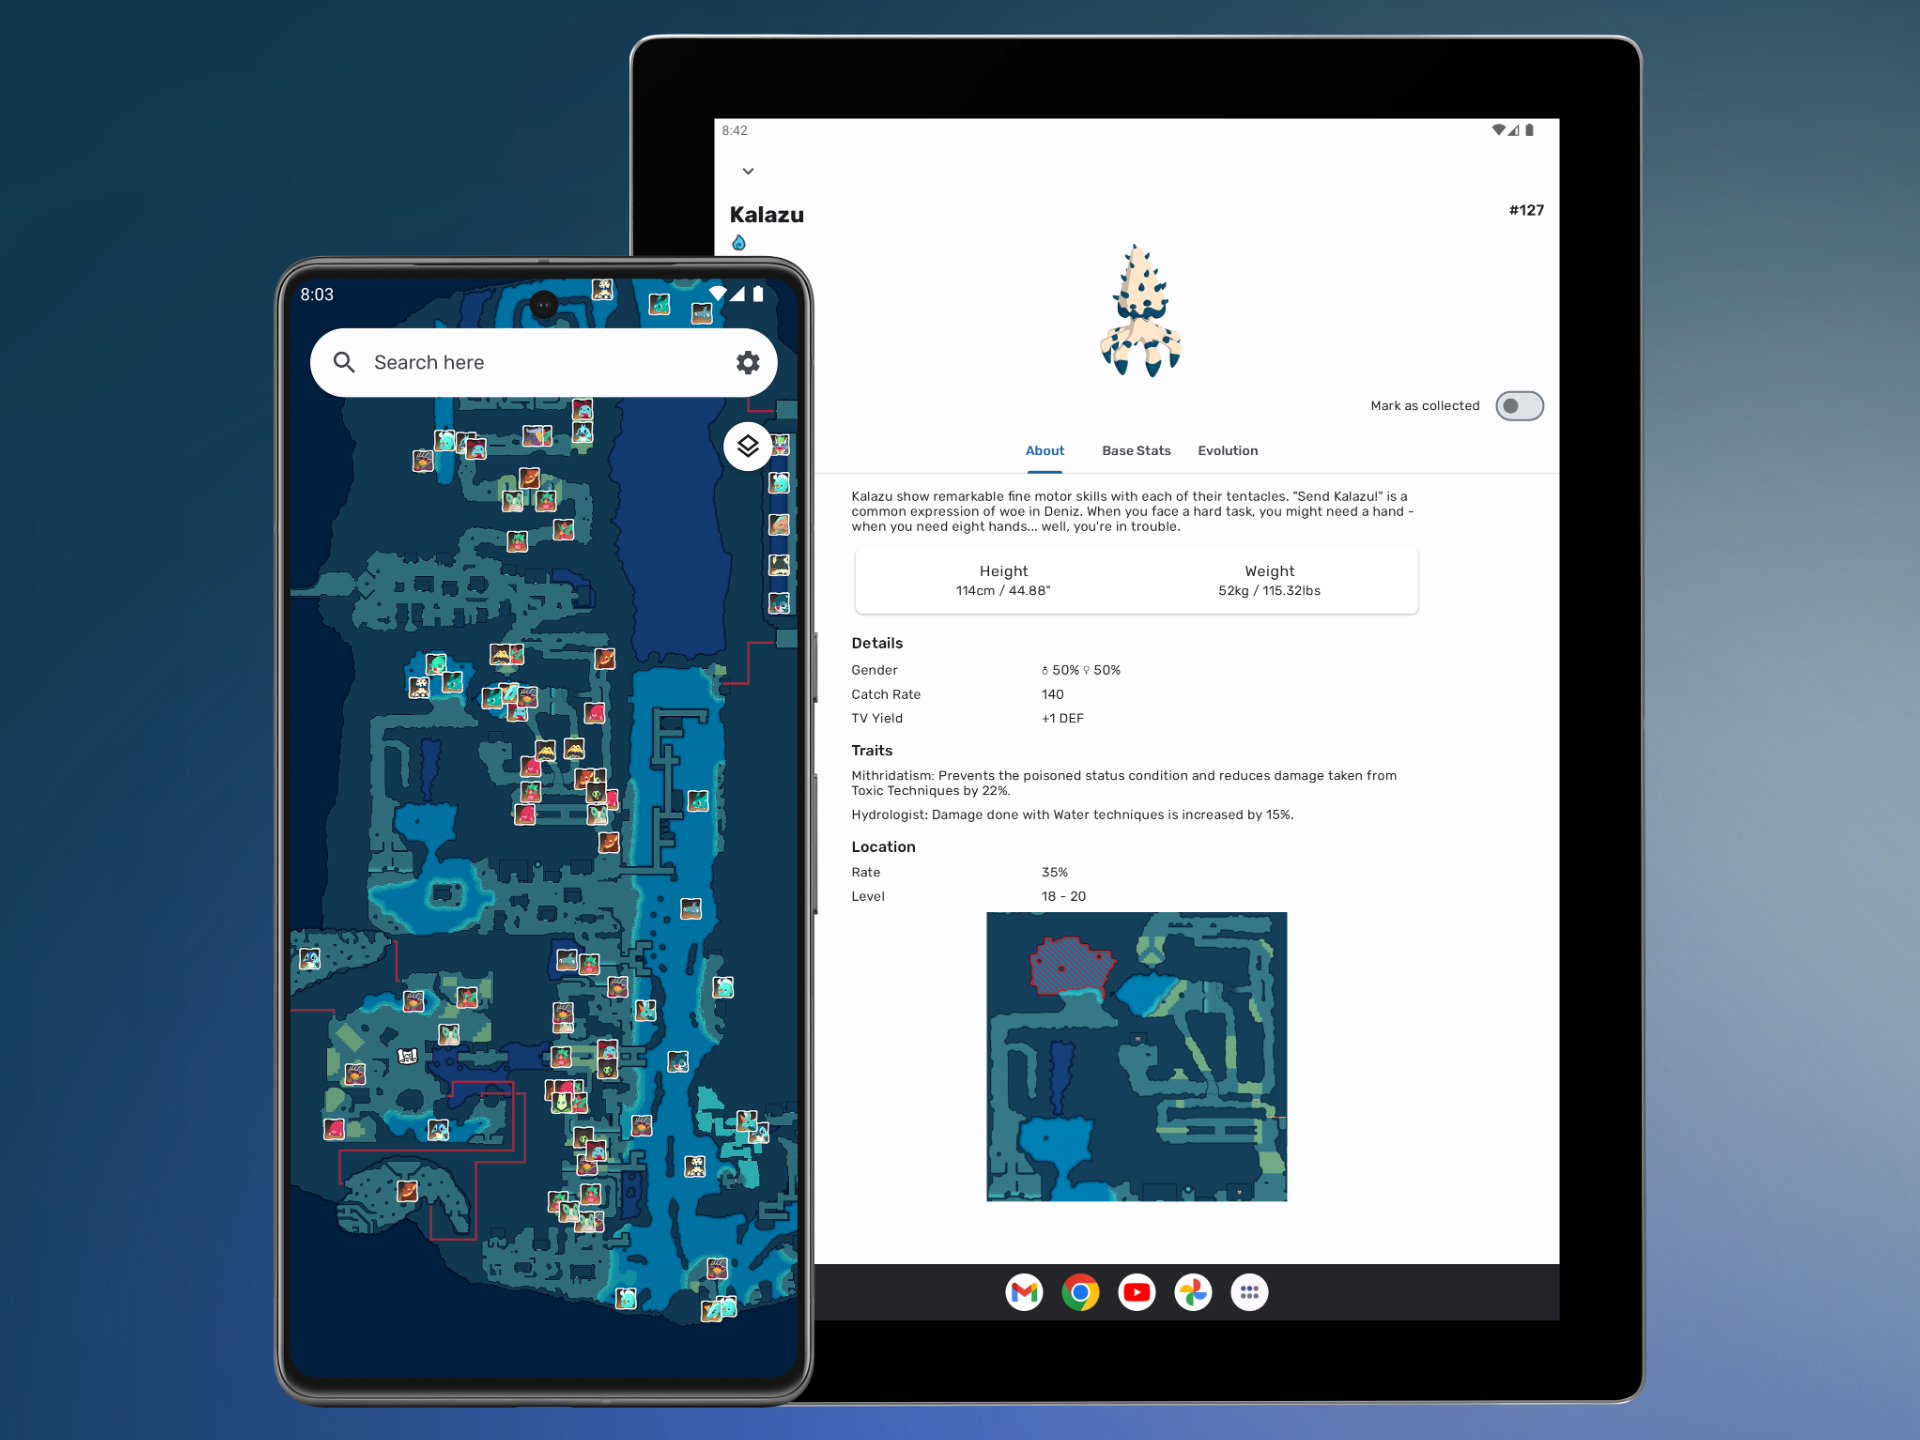 8:42
Kalazu
#127
Mark as collected
About
Base Stats
Evolution
Kalazu show remarkable fine motor skills with each of their tentacles. "Send Kalazu!" is a
common expression of woe in Deniz. When you face a hard task, you might need a hand -
when you need eight hands... well, you're in trouble.
Height
Weight
114cm / 44.88"
52kg / 115.32lbs
Details
Gender ♂ 50% ♀ 50%
Catch Rate 140
TV Yield +1 DEF
Traits
Mithridatism: Prevents the poisoned status condition and reduces damage taken from
Toxic Techniques by 22%.
Hydrologist: Damage done with Water techniques is increased by 15%.
Location
Rate 35%
Level 18 - 20
8:03
Search here